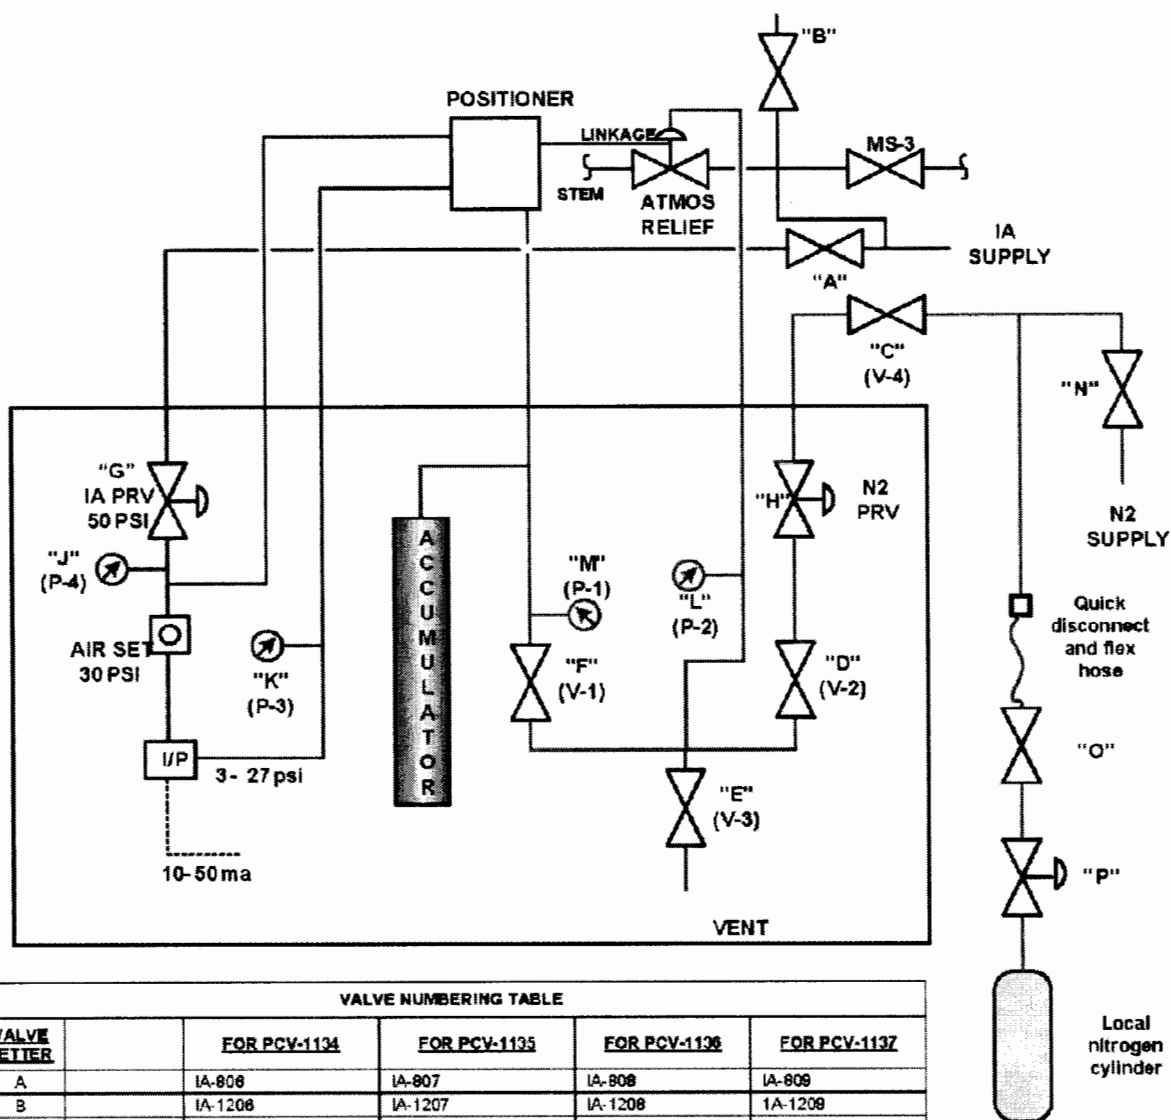 "B"
POSITIONER
LINKAGE
MS-3
STEM
ATMOS
RELIEF
IA
SUPPLY
"A"
"C"
(V-4)
"N"
"G"
IA PRV
50 PSI
"H"
N2
PRV
N2
SUPPLY
"J"
(P-4)
"M"
(P-1)
"L"
(P-2)
ACCUMULATOR
Quick
disconnect
and flex
hose
AIR SET
30 PSI
"K"
(P-3)
"F"
(V-1)
"D"
(V-2)
I/P
3- 27 psi
"O"
"E"
(V-3)
10-50 ma
"P"
VENT
Local
nitrogen
cylinder
VALVE NUMBERING TABLE
FOR PCV-1134 FOR PCV-1135 FOR PCV-1136 FOR PCV-1137
A IA-806 IA-807 IA-808 IA-809
B IA-1206 IA-1207 IA-1208 1A-1209